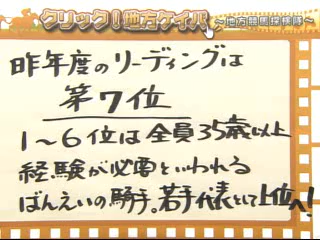 クリック!地方ケイバ
～地方競馬探検隊～
昨年度のリーディングは
第7位
1～6位は全員35歳以上
経験が必要といわれる
ばんえいの騎手。若手代表として上位へ!